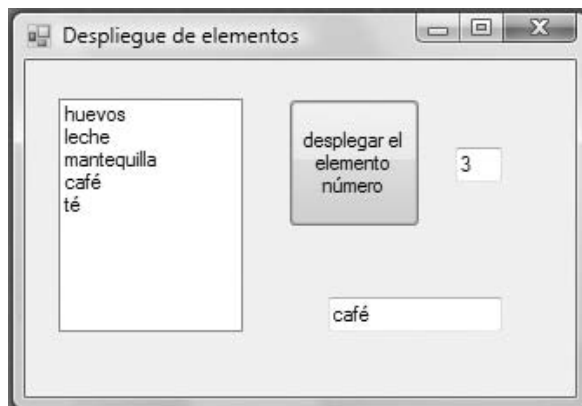 Despliegue de elementos
huevos
leche
mantequilla
café
té
desplegar el
elemento
número
3
café